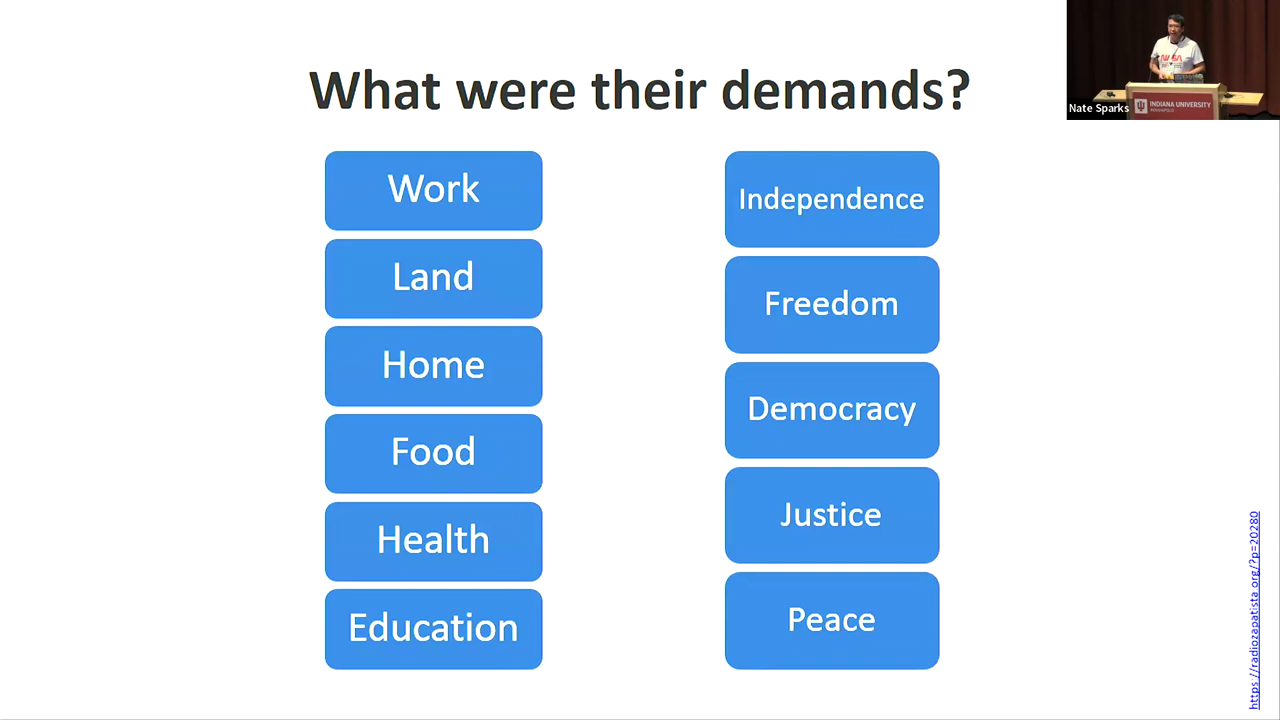 What were their demands?
Work
Land
Home
Food
Health
Education
Independence
Freedom
Democracy
Justice
Peace
Nate Sparks
INDIANA UNIVERSITY
INDIANAPOLIS
https://radiozapatista.org/?p=20280